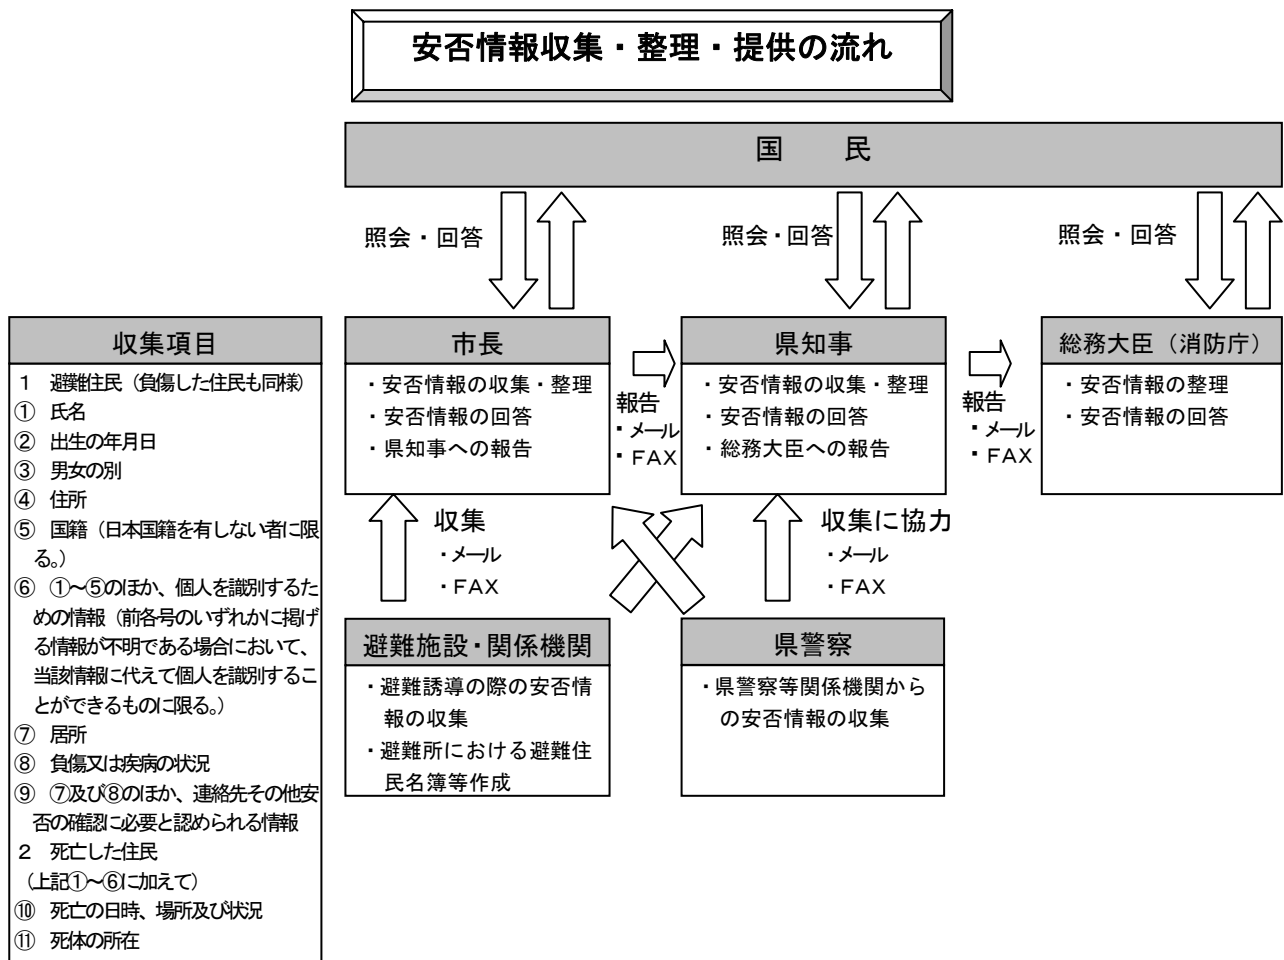 安否情報収集・整理・提供の流れ
国　　民
照会・回答
照会・回答
照会・回答
収集項目
1　避難住民（負傷した住民も同様）
①　氏名
②　出生の年月日
③　男女の別
④　住所
⑤　国籍（日本国籍を有しない者に限
る。）
⑥　①～⑤のほか、個人を識別するた
めの情報（前各号のいずれかに掲げ
る情報が不明である場合において、
当該情報に代えて個人を識別するこ
とができるものに限る。）
⑦　居所
⑧　負傷又は疾病の状況
⑨　⑦及び⑧のほか、連絡先その他安
否の確認に必要と認められる情報
2　死亡した住民
（上記①～⑥に加えて）
⑩　死亡の日時、場所及び状況
⑪　死体の所在
市長
・安否情報の収集・整理
・安否情報の回答
・県知事への報告
報告
・メール
・FAX
県知事
・安否情報の収集・整理
・安否情報の回答
・総務大臣への報告
報告
・メール
・FAX
総務大臣（消防庁）
・安否情報の整理
・安否情報の回答
収集
・メール
・FAX
収集に協力
・メール
・FAX
避難施設・関係機関
・避難誘導の際の安否情
報の収集
・避難所における避難住
民名簿等作成
県警察
・県警察等関係機関から
の安否情報の収集